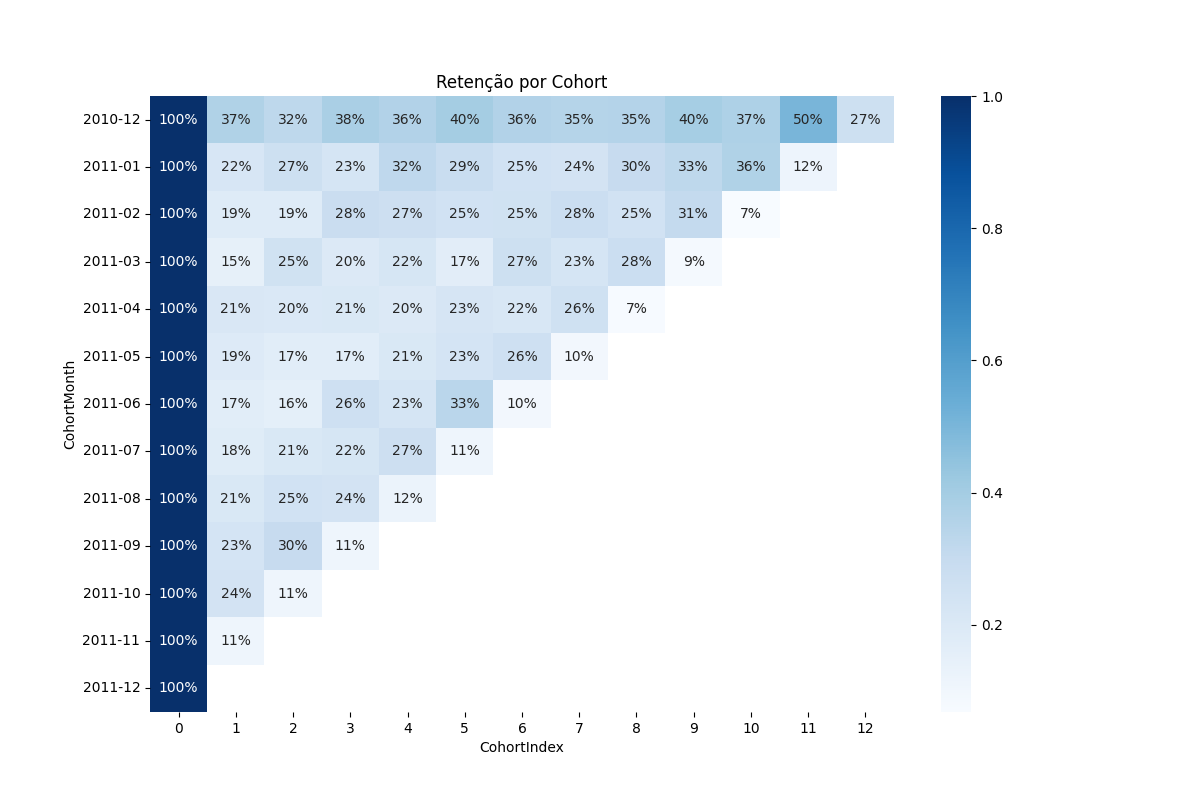 Retenção por Cohort
2010-12 100% 37% 32% 38% 36% 40% 36% 35% 35% 40% 37% 50% 27%
2011-01 100% 22% 27% 23% 32% 29% 25% 24% 30% 33% 36% 12%
2011-02 100% 19% 19% 28% 27% 25% 25% 28% 25% 31% 7%
2011-03 100% 15% 25% 20% 22% 17% 27% 23% 28% 9%
2011-04 100% 21% 20% 21% 20% 23% 22% 26% 7%
2011-05 100% 19% 17% 17% 21% 23% 26% 10%
2011-06 100% 17% 16% 26% 23% 33% 10%
2011-07 100% 18% 21% 22% 27% 11%
2011-08 100% 21% 25% 24% 12%
2011-09 100% 23% 30% 11%
2011-10 100% 24% 11%
2011-11 100% 11%
2011-12 100%
0 1 2 3 4 5 6 7 8 9 10 11 12
CohortIndex
CohortMonth
1.0
0.8
0.6
0.4
0.2